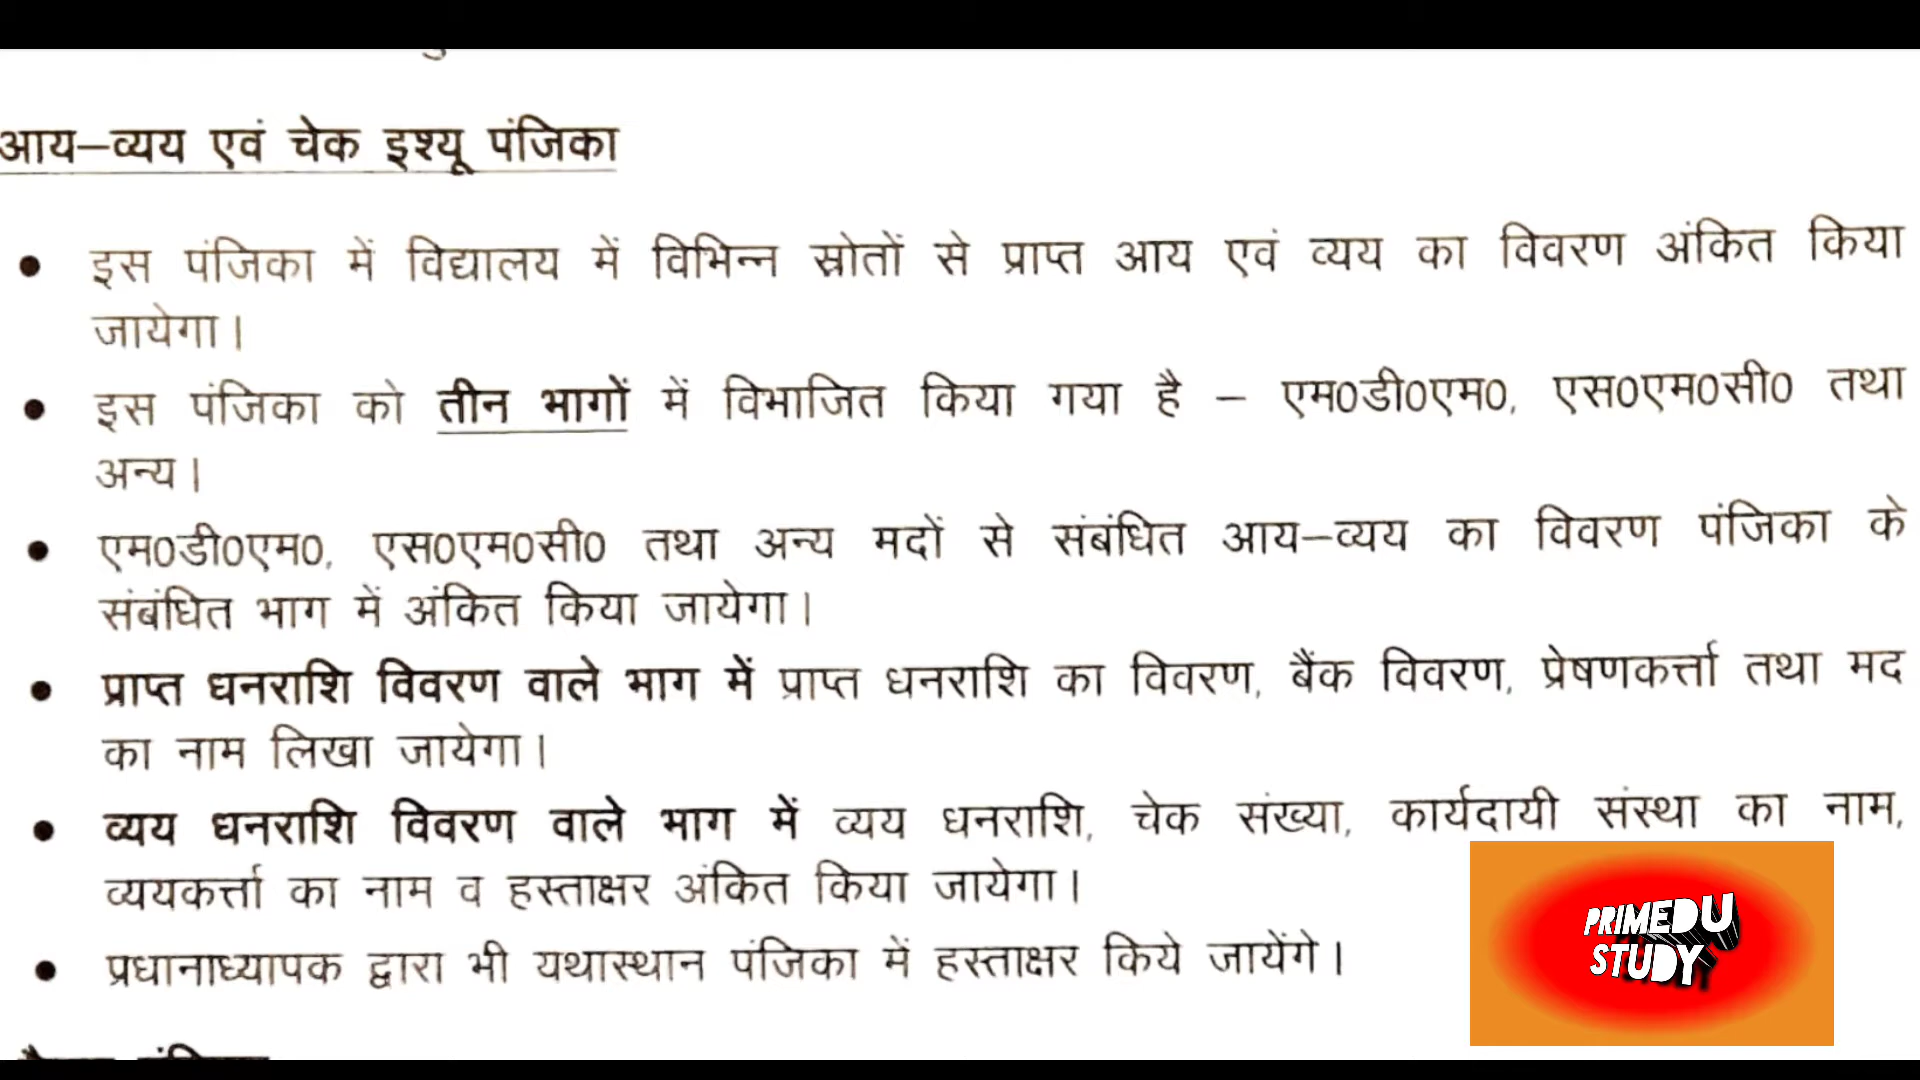 आय–व्यय एवं चेक इश्यू पंजिका
● इस पंजिका में विद्यालय में विभिन्न स्रोतों से प्राप्त आय एवं व्यय का विवरण अंकित किया
जायेगा।
● इस पंजिका को तीन भागों में विभाजित किया गया है – एम0डी0एम0, एस0एम0सी0 तथा
अन्य।
● एम0डी0एम0, एस0एम0सी0 तथा अन्य मदों से संबंधित आय–व्यय का विवरण पंजिका के
संबंधित भाग में अंकित किया जायेगा।
● प्राप्त धनराशि विवरण वाले भाग में प्राप्त धनराशि का विवरण, बैंक विवरण, प्रेषणकर्त्ता तथा मद
का नाम लिखा जायेगा।
● व्यय धनराशि विवरण वाले भाग में व्यय धनराशि, चेक संख्या, कार्यदायी संस्था का नाम,
व्ययकर्त्ता का नाम व हस्ताक्षर अंकित किया जायेगा।
● प्रधानाध्यापक द्वारा भी यथास्थान पंजिका में हस्ताक्षर किये जायेंगे।
PRIMEDU
STUDY